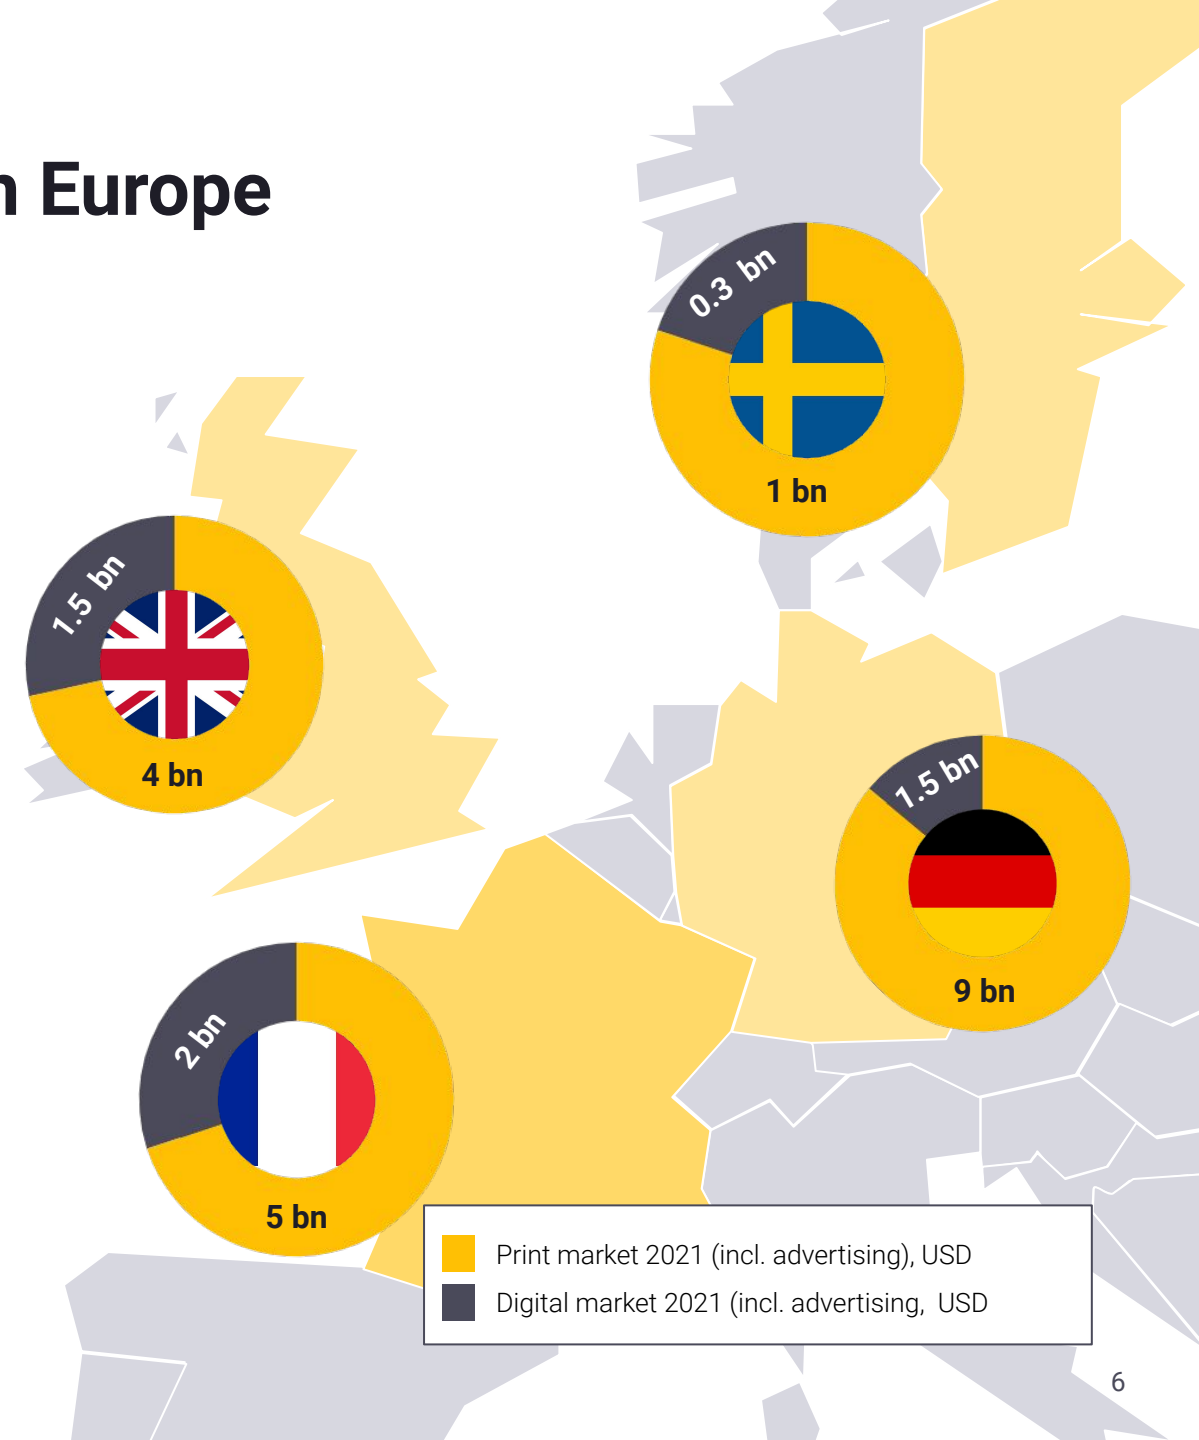 n Europe
0.3 bn
1 bn
1.5 bn
4 bn
1.5 bn
9 bn
2 bn
5 bn
Print market 2021 (incl. advertising), USD
Digital market 2021 (incl. advertising, USD
6